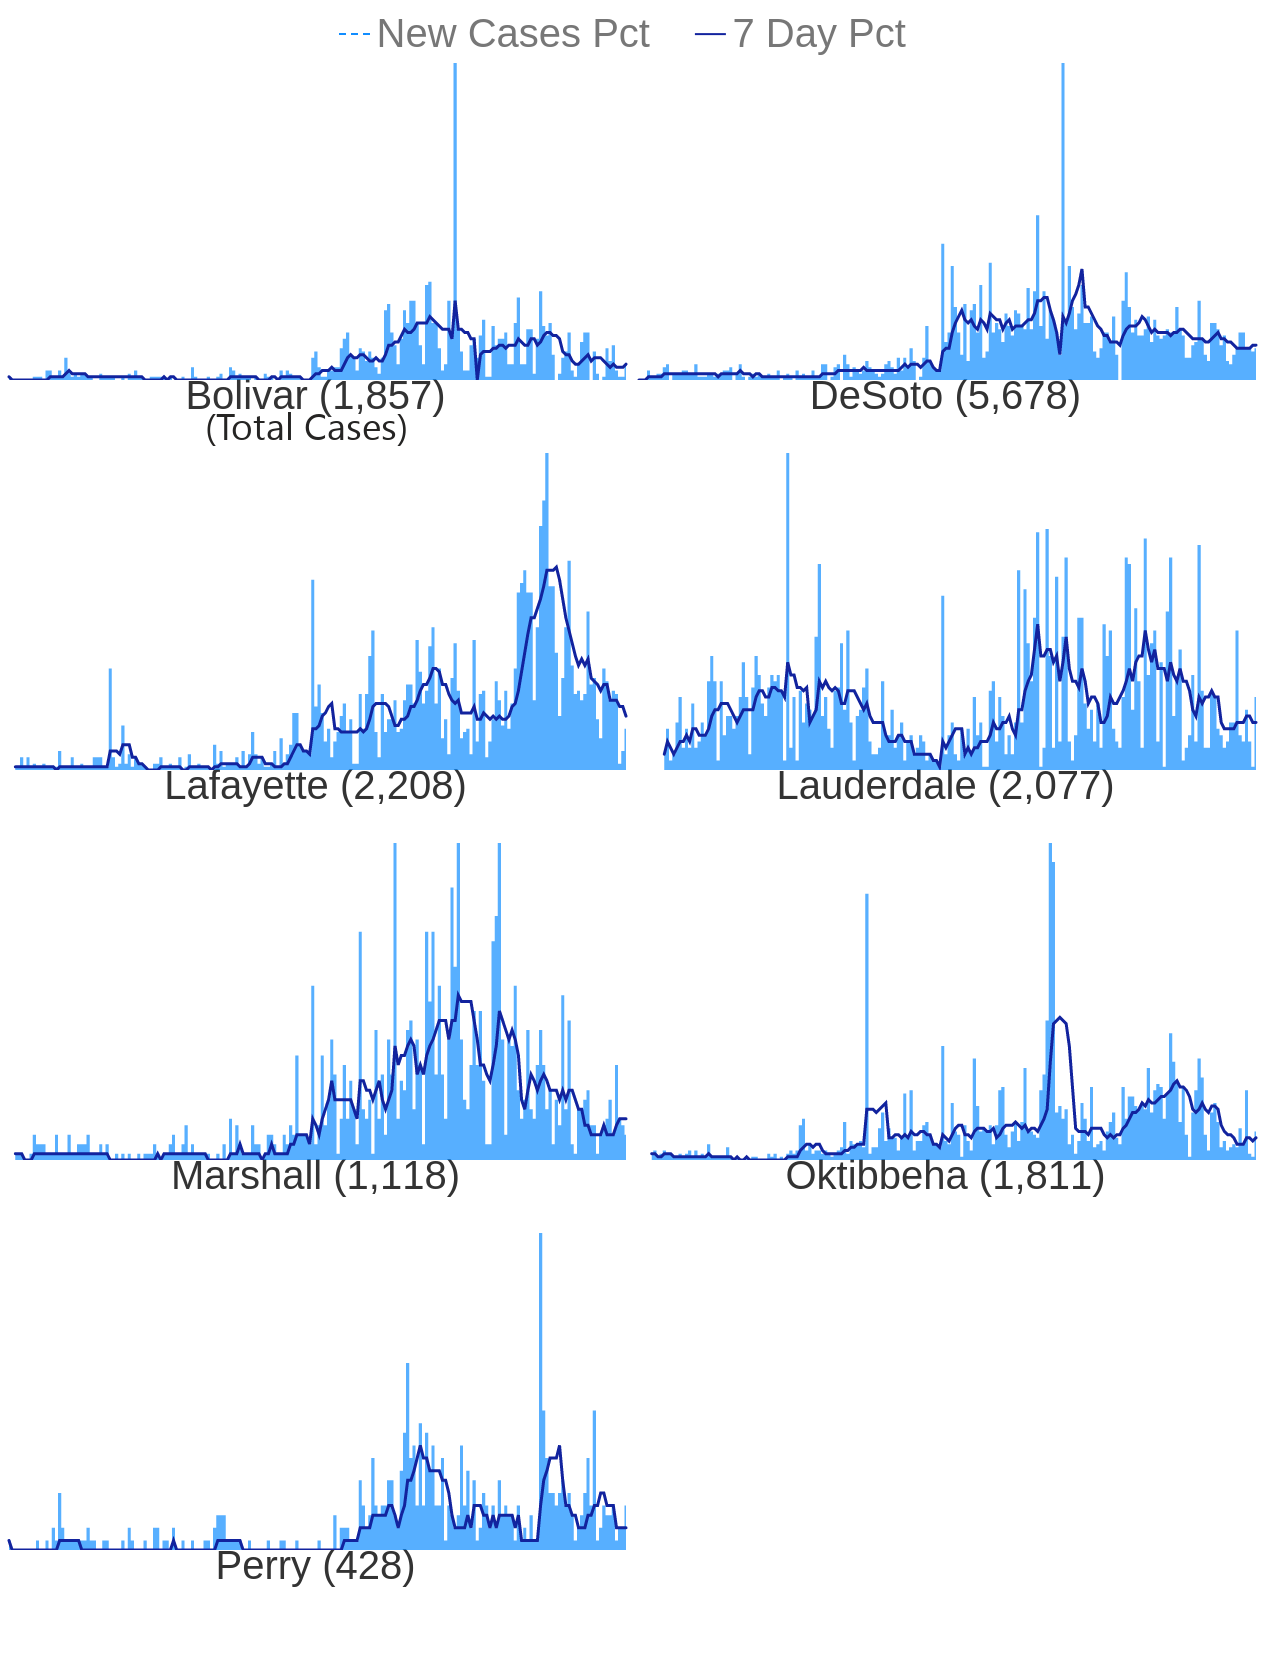 New Cases Pct 7 Day Pct
Bolivar (1,857) DeSoto (5,678)
(Total Cases)
Lafayette (2,208) Lauderdale (2,077)
Marshall (1,118) Oktibbeha (1,811)
Perry (428)